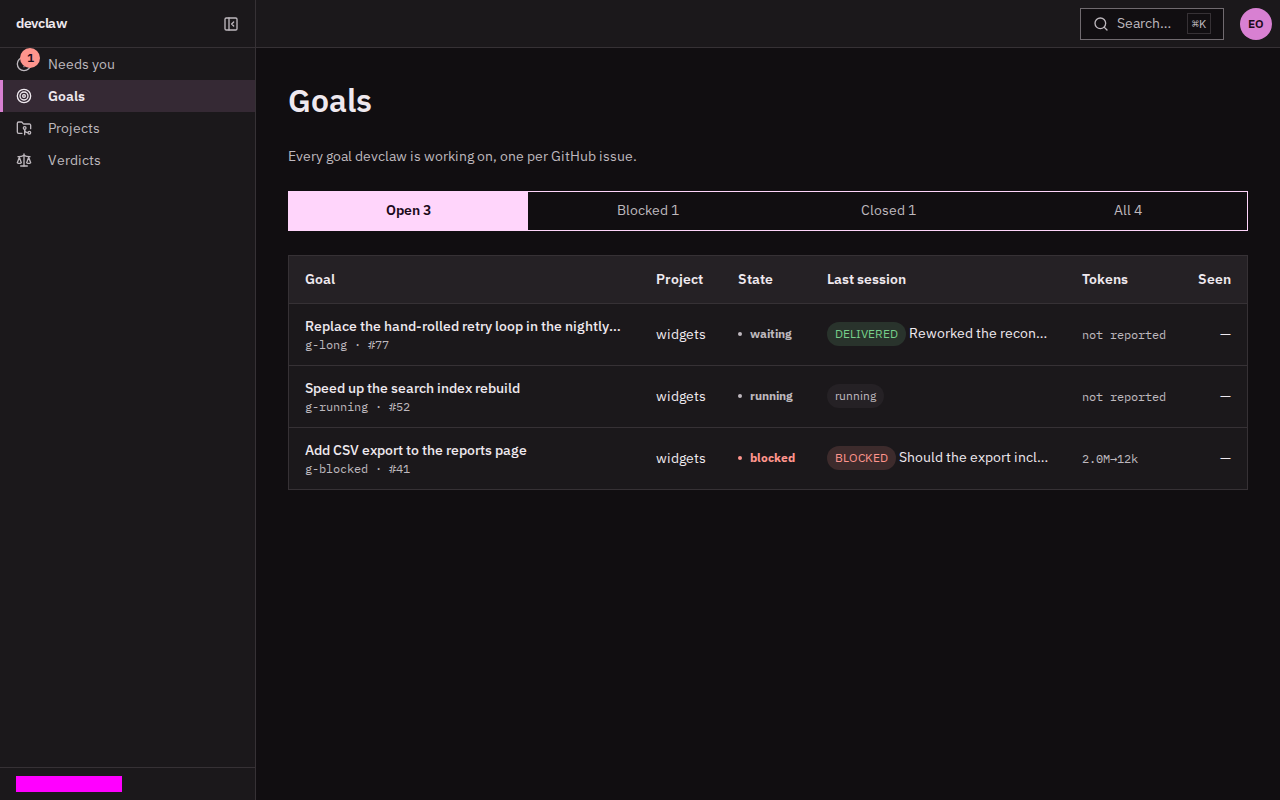 devclaw
Search... ⌘K
EO
1
Needs you
Goals
Projects
Verdicts
Goals
Every goal devclaw is working on, one per GitHub issue.
Open 3
Blocked 1
Closed 1
All 4
Goal Project State Last session Tokens Seen
Replace the hand-rolled retry loop in the nightly...
g-long · #77
widgets
waiting
DELIVERED Reworked the recon...
not reported
—
Speed up the search index rebuild
g-running · #52
widgets
running
running
not reported
—
Add CSV export to the reports page
g-blocked · #41
widgets
blocked
BLOCKED Should the export incl...
2.0M→12k
—